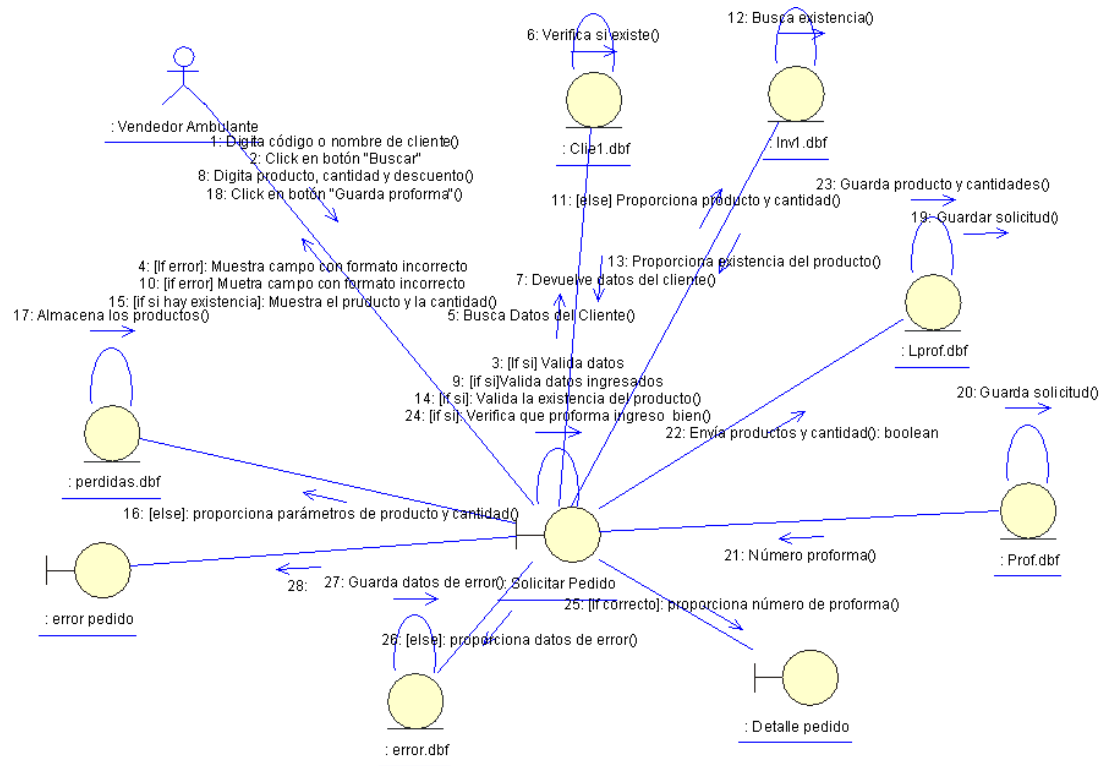 12: Busca existencia()
6: Verifica si existe()
: Vendedor Ambulante
1: Digita código o nombre de cliente()
2: Click en botón "Buscar"
8: Digita producto, cantidad y descuento()
18: Click en botón "Guarda proforma"()
: Clie1.dbf
: Inv1.dbf
23: Guarda producto y cantidades()
11: [else] Proporciona producto y cantidad()
19: Guardar solicitud()
4: [If error]: Muestra campo con formato incorrecto
10: [if error] Muetra campo con formato incorrecto
15: [if si hay existencia]: Muestra el pruducto y la cantidad()
13: Proporciona existencia del producto()
7: Devuelve datos del cliente()
17: Almacena los productos()
5: Busca Datos del Cliente()
: Lprof.dbf
3: [If si] Valida datos
9: [if si]Valida datos ingresados
14: [if si]: Valida la existencia del producto()
24: [if si]: Verifica que proforma ingreso bien()
20: Guarda solicitud()
22: Envía productos y cantidad(): boolean
: perdidas.dbf
16: [else]: proporciona parámetros de producto y cantidad()
21: Número proforma()
: Prof.dbf
28:
27: Guarda datos de error()
: Solicitar Pedido
: error pedido
25: [If correcto]: proporciona número de proforma()
26: [else]: proporciona datos de error()
: Detalle pedido
: error.dbf